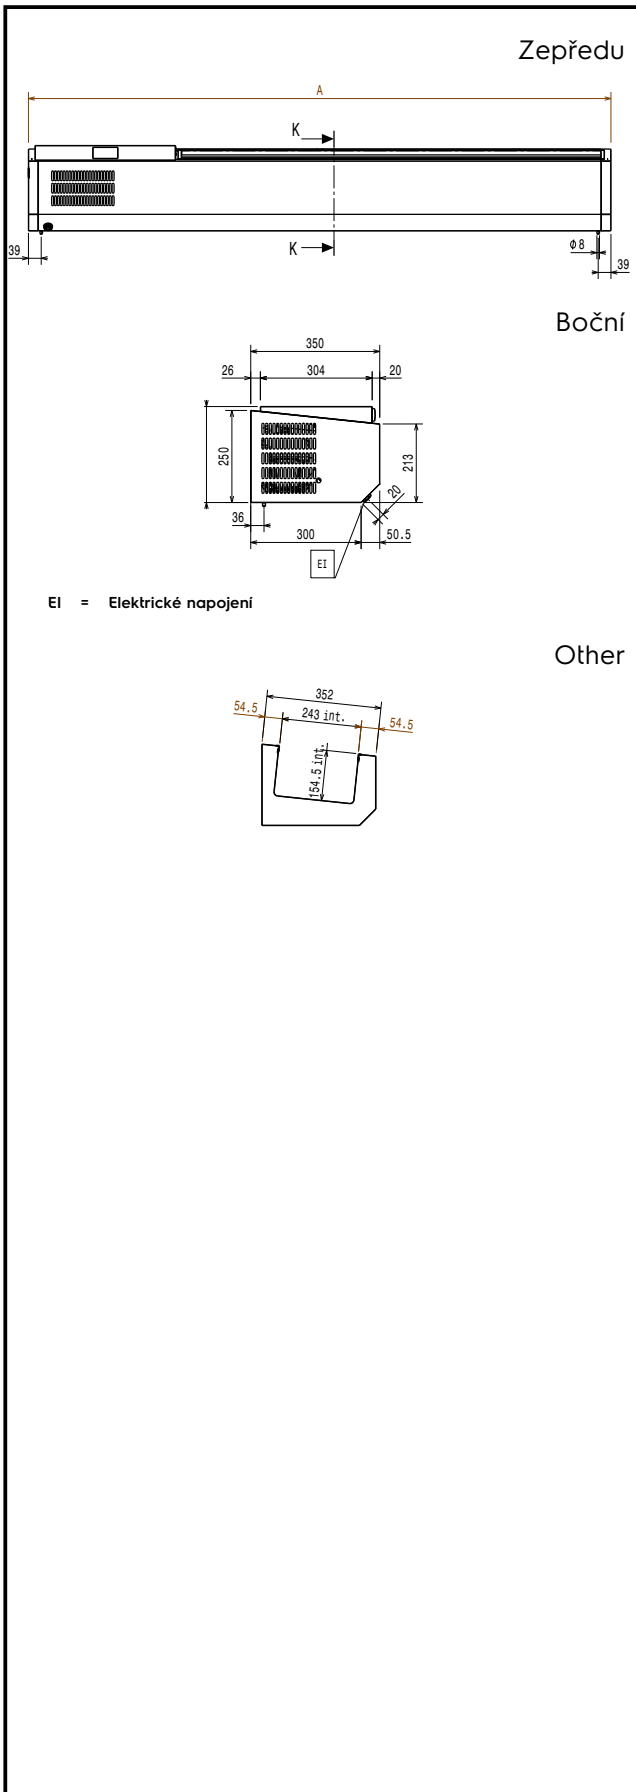 Zepředu
A
K
K
39
ϕ8
39
Boční
350
26 304 20
250
213
20
36
300 50.5
EI
EI = Elektrické napojení
Other
352
54.5 243 int. 54.5
154.5 int.